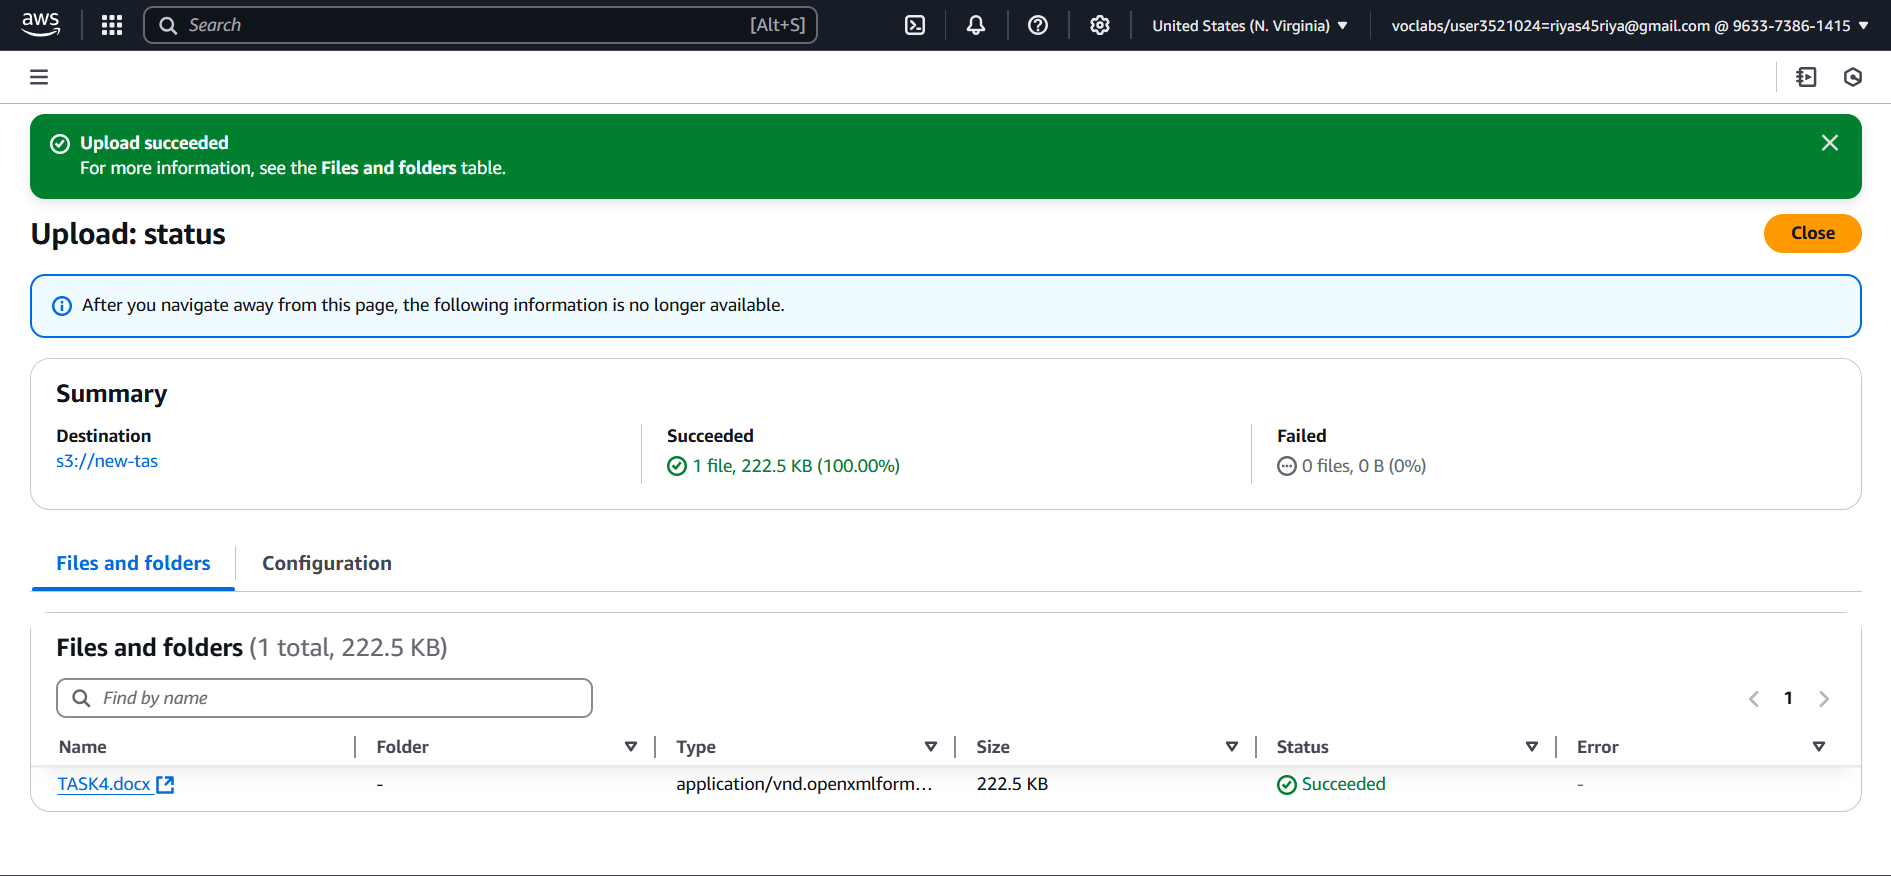 aws Search [Alt+S] United States (N. Virginia) voclabs/user3521024=riyas45riya@gmail.com @ 9633-7386-1415
Upload succeeded
For more information, see the Files and folders table.
Upload: status Close
After you navigate away from this page, the following information is no longer available.
Summary
Destination Succeeded Failed
s3://new-tas 1 file, 222.5 KB (100.00%) 0 files, 0 B (0%)
Files and folders Configuration
Files and folders (1 total, 222.5 KB)
Find by name 1
Name Folder Type Size Status Error
TASK4.docx - application/vnd.openxmlform... 222.5 KB Succeeded -